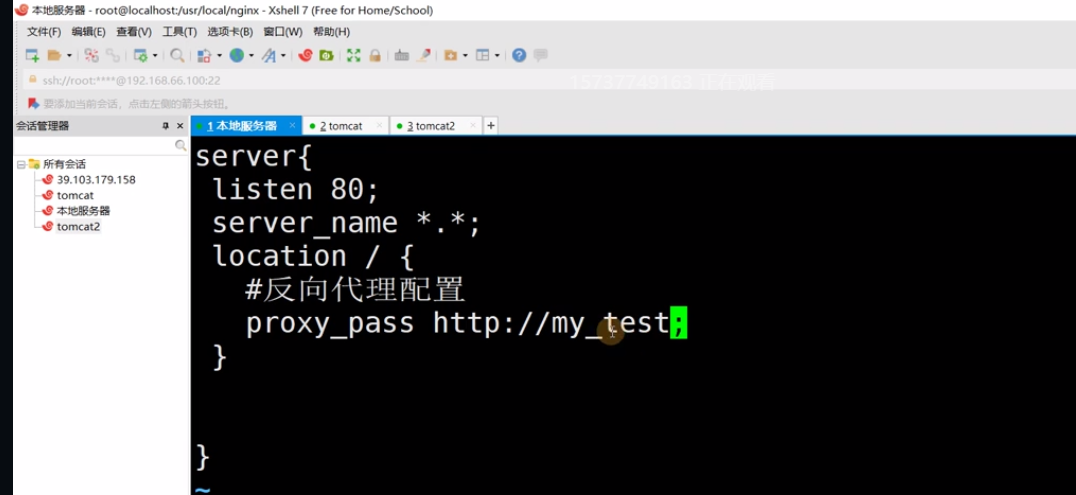 本地服务器 - root@localhost:/usr/local/nginx - Xshell 7 (Free for Home/School)
文件(F) 编辑(E) 查看(V) 工具(T) 选项卡(B) 窗口(W) 帮助(H)
ssh://root:****@192.168.66.100:22
要添加当前会话，点击左侧的箭头按钮。
会话管理器
1 本地服务器 × 2 tomcat × 3 tomcat2 × +
所有会话
39.103.179.158
tomcat
本地服务器
tomcat2
server{
listen 80;
server_name *.*;
location / {
#反向代理配置
proxy_pass http://my_test;
}
}
~